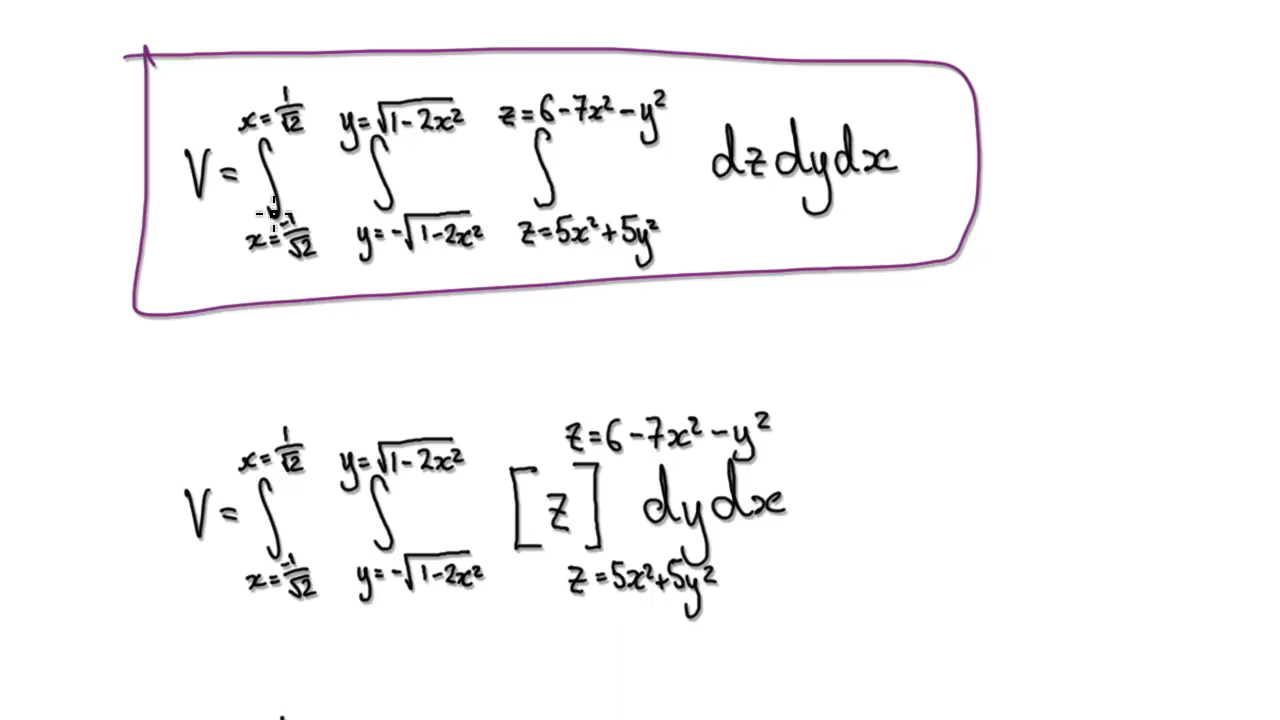 x = 1/√2 y = √(1 - 2x²) z = 6 - 7x² - y²
V = ∫ ∫ ∫ dz dy dx
x = -1/√2 y = -√(1 - 2x²) z = 5x² + 5y²
z = 6 - 7x² - y²
x = 1/√2 y = √(1 - 2x²)
V = ∫ ∫ [z] dy dx
x = -1/√2 y = -√(1 - 2x²) z = 5x² + 5y²